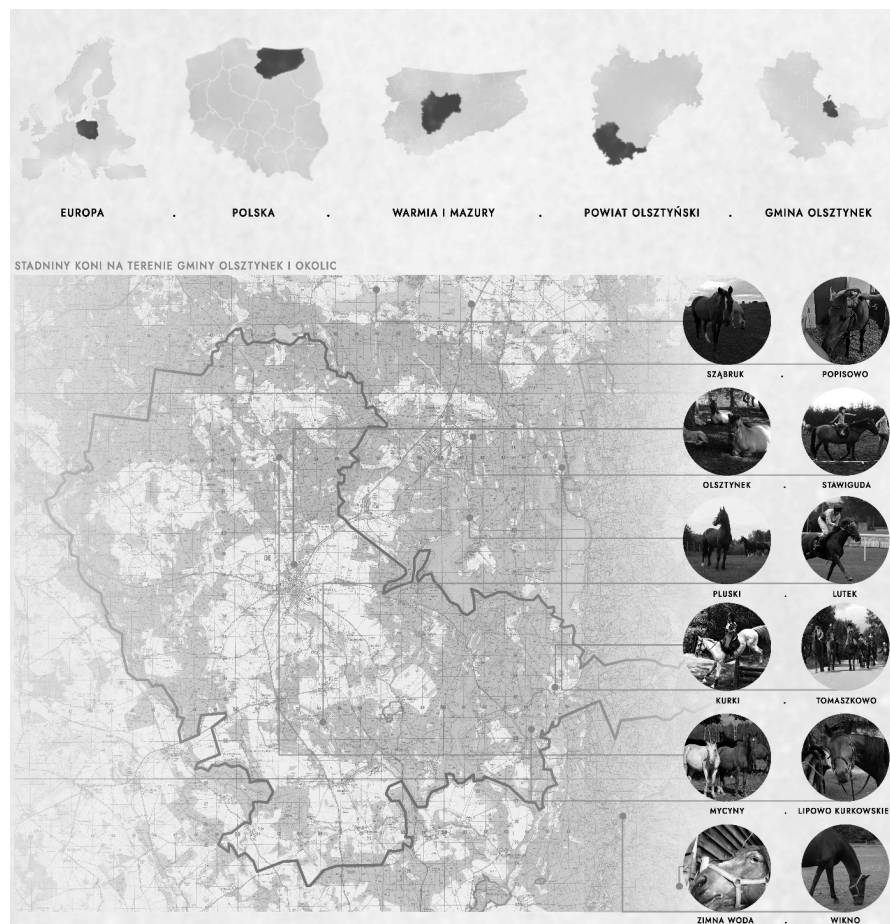 EUROPA . POLSKA . WARMIA I MAZURY . POWIAT OLSZTYŃSKI . GMINA OLSZTYNEK
STADNINY KONI NA TERENIE GMINY OLSZTYNEK I OKOLIC
SZĄBRUK . POPISOWO
OLSZTYNEK . STAWIGUDA
PLUSKI . LUTEK
KURKI . TOMASZKOWO
MYCYNY . LIPOWO KURKOWSKIE
ZIMNA WODA . WIKNO